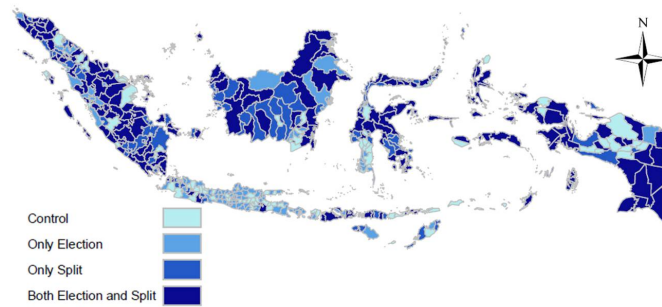 N
Control
Only Election
Only Split
Both Election and Split